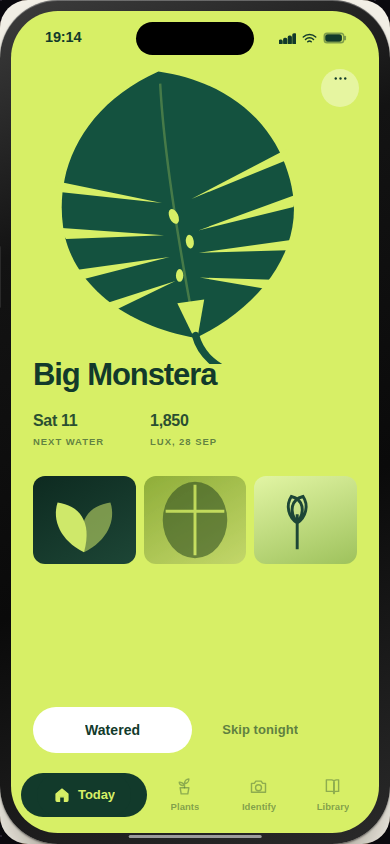 19:14
Big Monstera
Sat 11
1,850
NEXT WATER
LUX, 28 SEP
Watered
Skip tonight
Today
Plants
Identify
Library